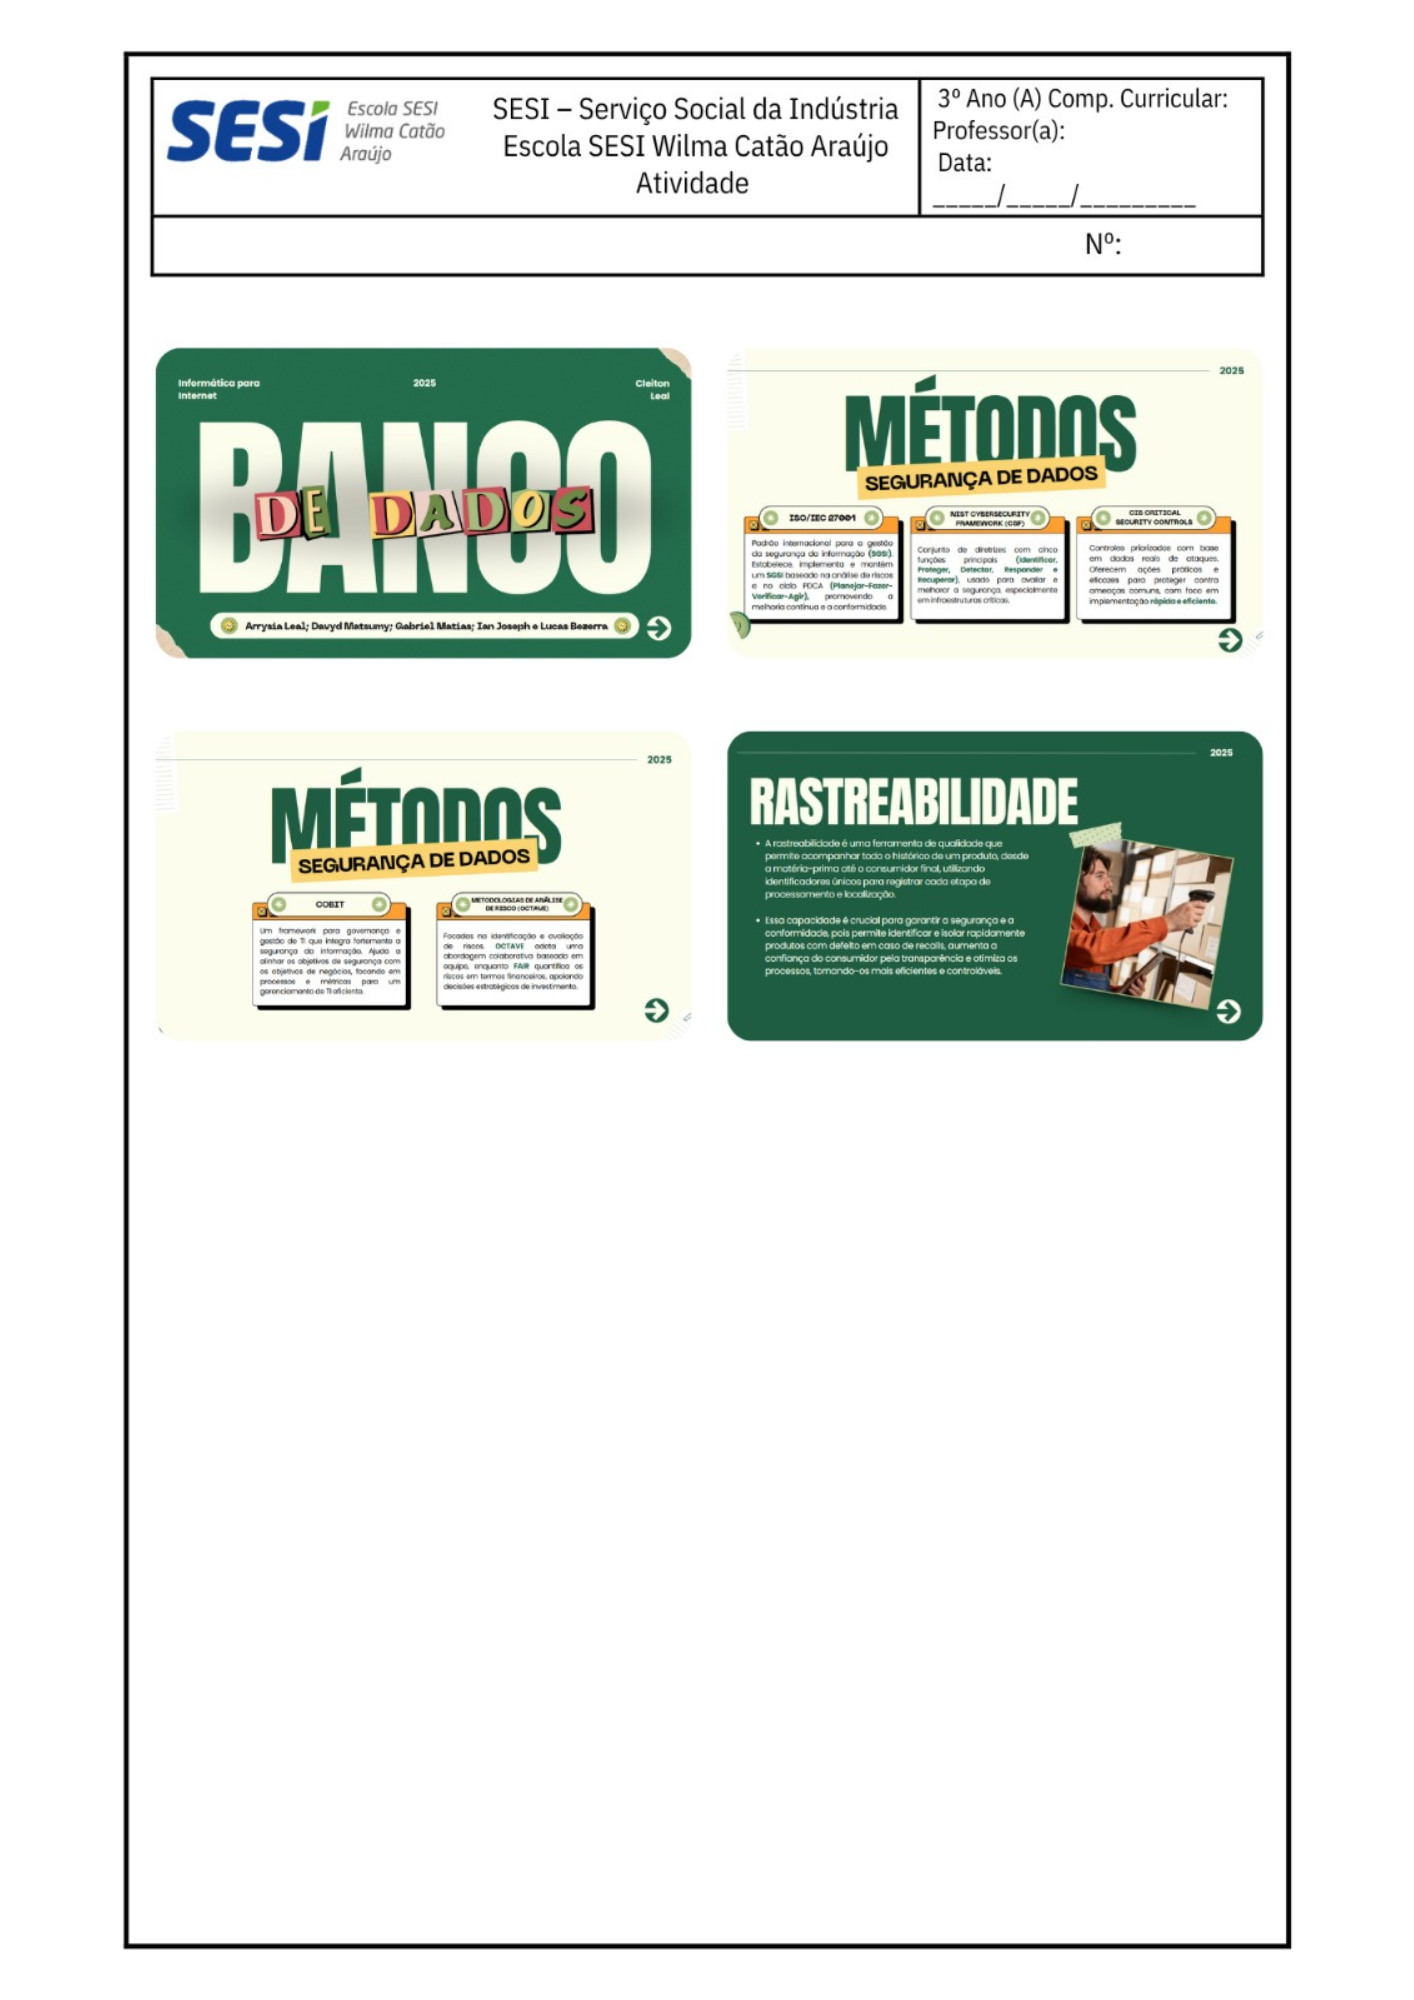 SESI
Escola SESI
Wilma Catão
Araújo
SESI – Serviço Social da Indústria
Escola SESI Wilma Catão Araújo
Atividade
3º Ano (A) Comp. Curricular:
Professor(a):
Data:
_____/_____/_________
Nº:
Informática para
Internet
2025
Cleiton
Leal
BANCO
DE DADOS
Arrysia Leal; Davyd Matsumy; Gabriel Matias; Ian Joseph e Lucas Bezerra
2025
MÉTODOS
SEGURANÇA DE DADOS
ISO/IEC 27001
Padrão internacional para a gestão
da segurança da informação (SGSI).
Estabelece, implementa e mantém
um SGSI baseado na análise de riscos
e no ciclo PDCA (Planejar-Fazer-
Verificar-Agir), promovendo a
melhoria contínua e a conformidade.
NIST CYBERSECURITY
FRAMEWORK (CSF)
Conjunto de diretrizes com cinco
funções principais (Identificar,
Proteger, Detectar, Responder e
Recuperar), usado para avaliar e
melhorar a segurança, especialmente
em infraestruturas críticas.
CIS CRITICAL
SECURITY CONTROLS
Controles priorizados com base
em dados reais de ataques.
Oferecem ações práticas e
eficazes para proteger contra
ameaças comuns, com foco em
implementação rápida e eficiente.
2025
MÉTODOS
SEGURANÇA DE DADOS
COBIT
Um framework para governança e
gestão de TI que integra fortemente a
segurança da informação. Ajuda a
alinhar os objetivos de segurança com
os objetivos de negócios, focando em
processos e métricas para um
gerenciamento de TI eficiente.
METODOLOGIAS DE ANÁLISE
DE RISCO (OCTAVE)
Focadas na identificação e avaliação
de riscos. OCTAVE adota uma
abordagem colaborativa baseada em
equipe, enquanto FAIR quantifica os
riscos em termos financeiros, apoiando
decisões estratégicas de investimento.
2025
RASTREABILIDADE
• A rastreabilidade é uma ferramenta de qualidade que
permite acompanhar todo o histórico de um produto, desde
a matéria-prima até o consumidor final, utilizando
identificadores únicos para registrar cada etapa de
processamento e localização.
• Essa capacidade é crucial para garantir a segurança e a
conformidade, pois permite identificar e isolar rapidamente
produtos com defeito em caso de recalls, aumenta a
confiança do consumidor pela transparência e otimiza os
processos, tornando-os mais eficientes e controláveis.